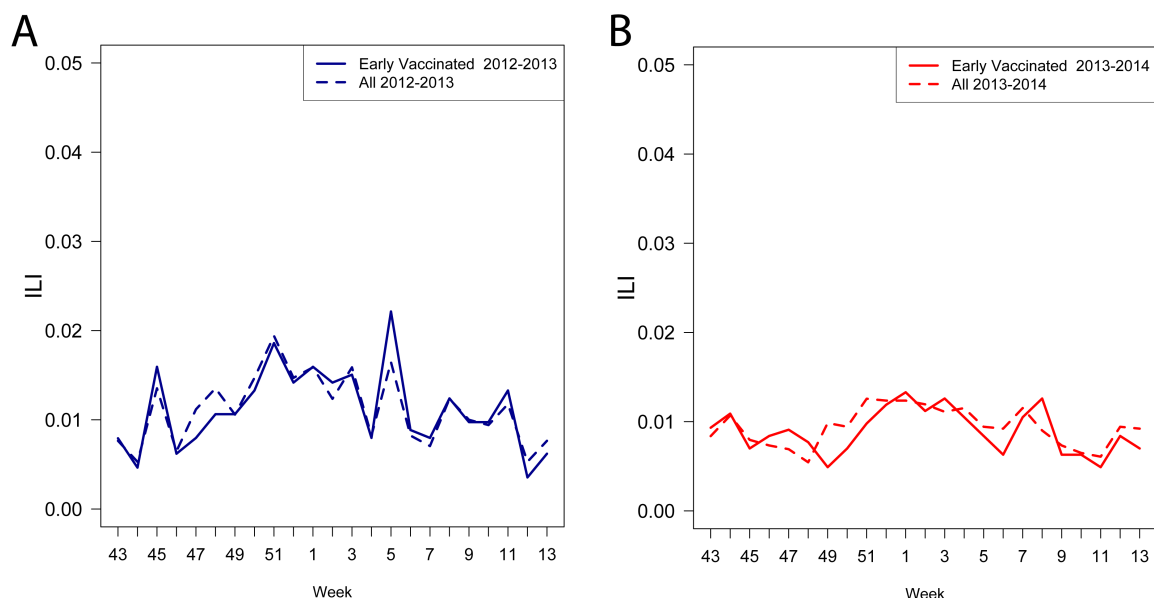 A
Early Vaccinated 2012-2013
All 2012-2013
0.05
0.04
0.03
0.02
0.01
0.00
ILI
43 45 47 49 51 1 3 5 7 9 11 13
Week
B
Early Vaccinated 2013-2014
All 2013-2014
0.05
0.04
0.03
0.02
0.01
0.00
ILI
43 45 47 49 51 1 3 5 7 9 11 13
Week